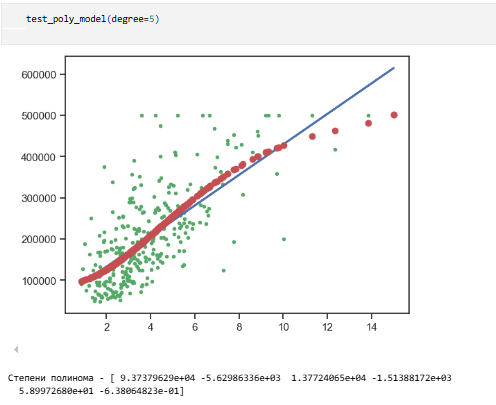 test_poly_model(degree=5)
600000
500000
400000
300000
200000
100000
2 4 6 8 10 12 14
Степени полинома - [ 9.37379629e+04 -5.62986336e+03 1.37724065e+04 -1.51388172e+03
5.89972680e+01 -6.38064823e-01]